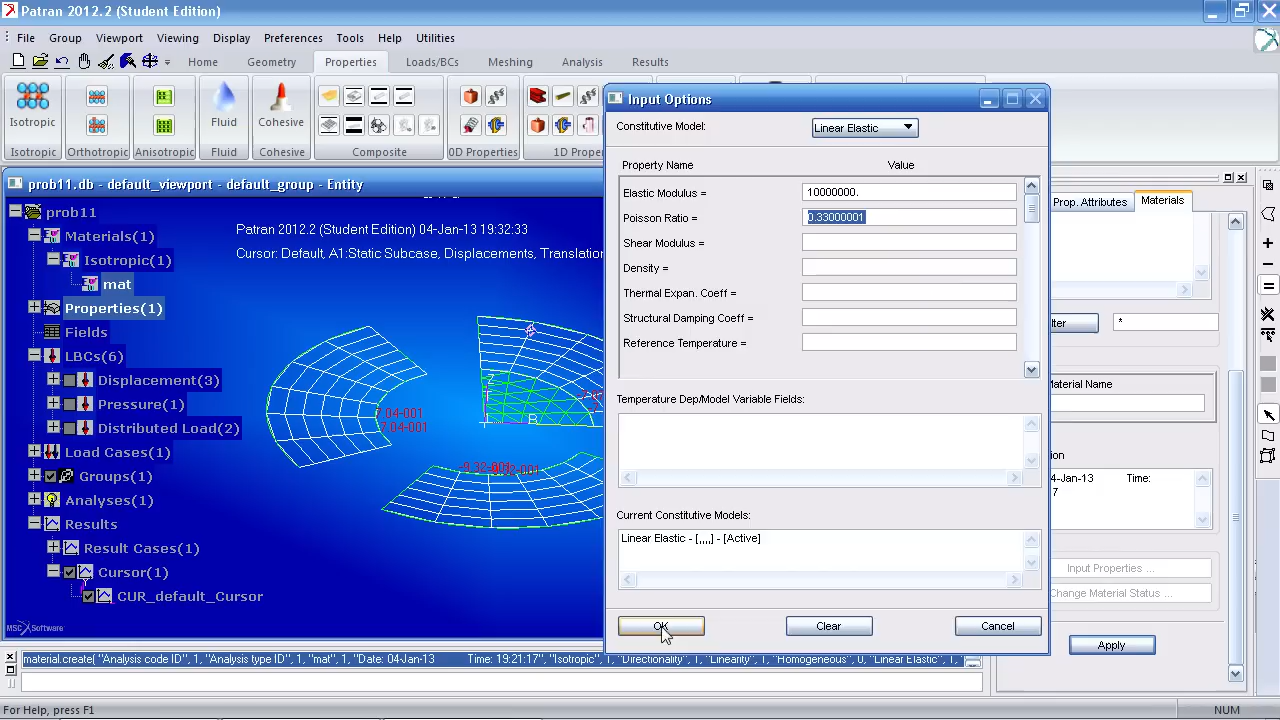 Patran 2012.2 (Student Edition)
File Group Viewport Viewing Display Preferences Tools Help Utilities
Home Geometry Properties Loads/BCs Meshing Analysis Results
Isotropic Fluid Cohesive
Isotropic Orthotropic Anisotropic Fluid Cohesive Composite 0D Properties 1D Proper
Input Options
Constitutive Model: Linear Elastic
Property Name Value
Elastic Modulus = 10000000.
Poisson Ratio = 0.33000001
Shear Modulus =
Density =
Thermal Expan. Coeff =
Structural Damping Coeff =
Reference Temperature =
Temperature Dep/Model Variable Fields:
Current Constitutive Models:
Linear Elastic - [,,,,] - [Active]
OK Clear Cancel
prob11.db - default_viewport - default_group - Entity
prob11
Materials(1)
Isotropic(1)
mat
Properties(1)
Fields
LBCs(6)
Displacement(3)
Pressure(1)
Distributed Load(2)
Load Cases(1)
Groups(1)
Analyses(1)
Results
Result Cases(1)
Cursor(1)
CUR_default_Cursor
Patran 2012.2 (Student Edition) 04-Jan-13 19:32:33
Cursor: Default, A1:Static Subcase, Displacements, Translation
Z
7.04-001
7.04-001
MSC Software
Prop. Attributes Materials
lter *
Material Name
4-Jan-13 Time:
7
Input Properties ...
Change Material Status ...
Apply
material.create( "Analysis code ID", 1, "Analysis type ID", 1, "mat", 1, "Date: 04-Jan-13 Time: 19:21:17", "Isotropic", 1, "Directionality", 1, "Linearity", 1, "Homogeneous", 0, "Linear Elastic", 1,
For Help, press F1 NUM